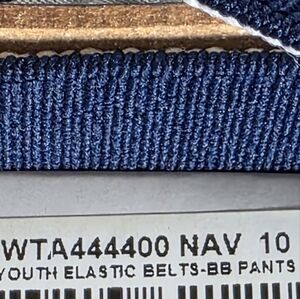 WTA444400 NAV 10
YOUTH ELASTIC BELTS-BB PANTS